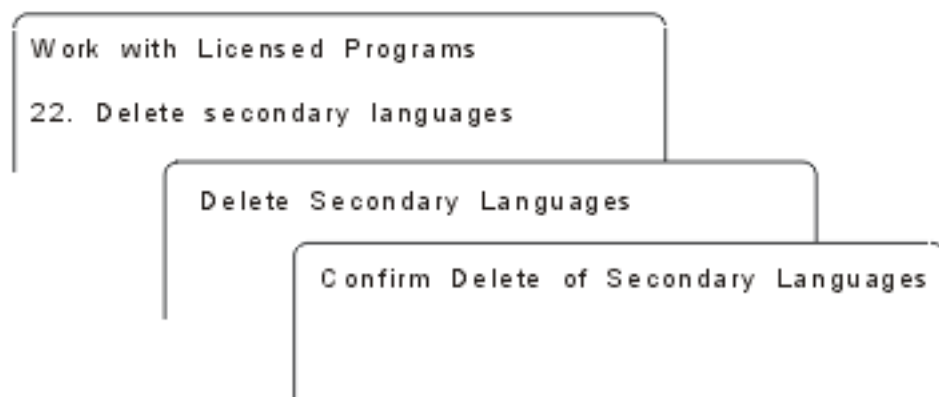 Work with Licensed Programs
22. Delete secondary languages
Delete Secondary Languages
Confirm Delete of Secondary Languages